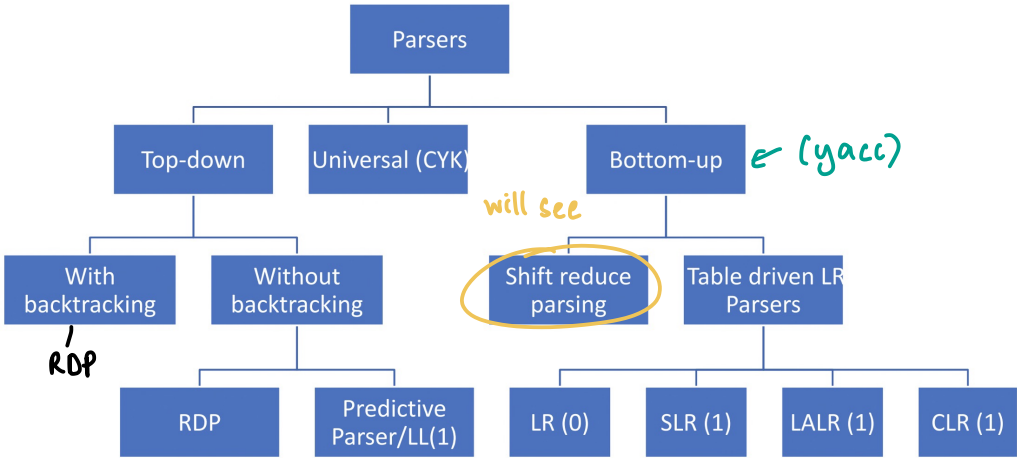 Parsers
Top-down
Universal (CYK)
Bottom-up
(yacc)
will see
With
backtracking
Without
backtracking
Shift reduce
parsing
Table driven LR
Parsers
RDP
RDP
Predictive
Parser/LL(1)
LR (0)
SLR (1)
LALR (1)
CLR (1)